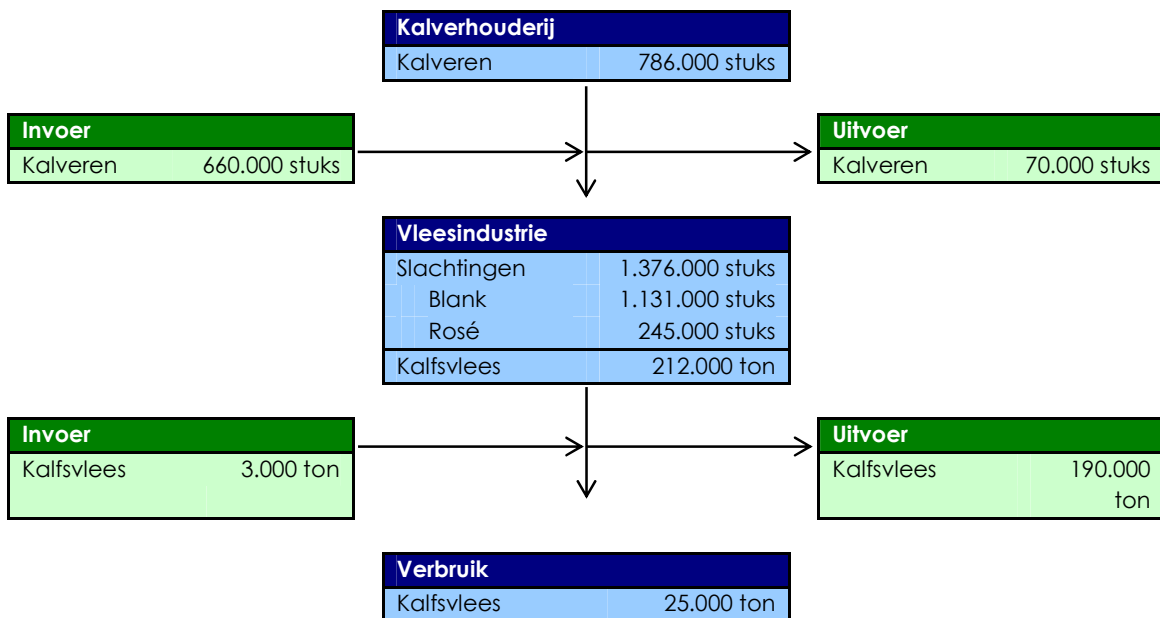 Kalverhouderij
Kalveren 786.000 stuks
Invoer
Kalveren 660.000 stuks
Uitvoer
Kalveren 70.000 stuks
Vleesindustrie
Slachtingen 1.376.000 stuks
Blank 1.131.000 stuks
Rosé 245.000 stuks
Kalfsvlees 212.000 ton
Invoer
Kalfsvlees 3.000 ton
Uitvoer
Kalfsvlees 190.000
ton
Verbruik
Kalfsvlees 25.000 ton